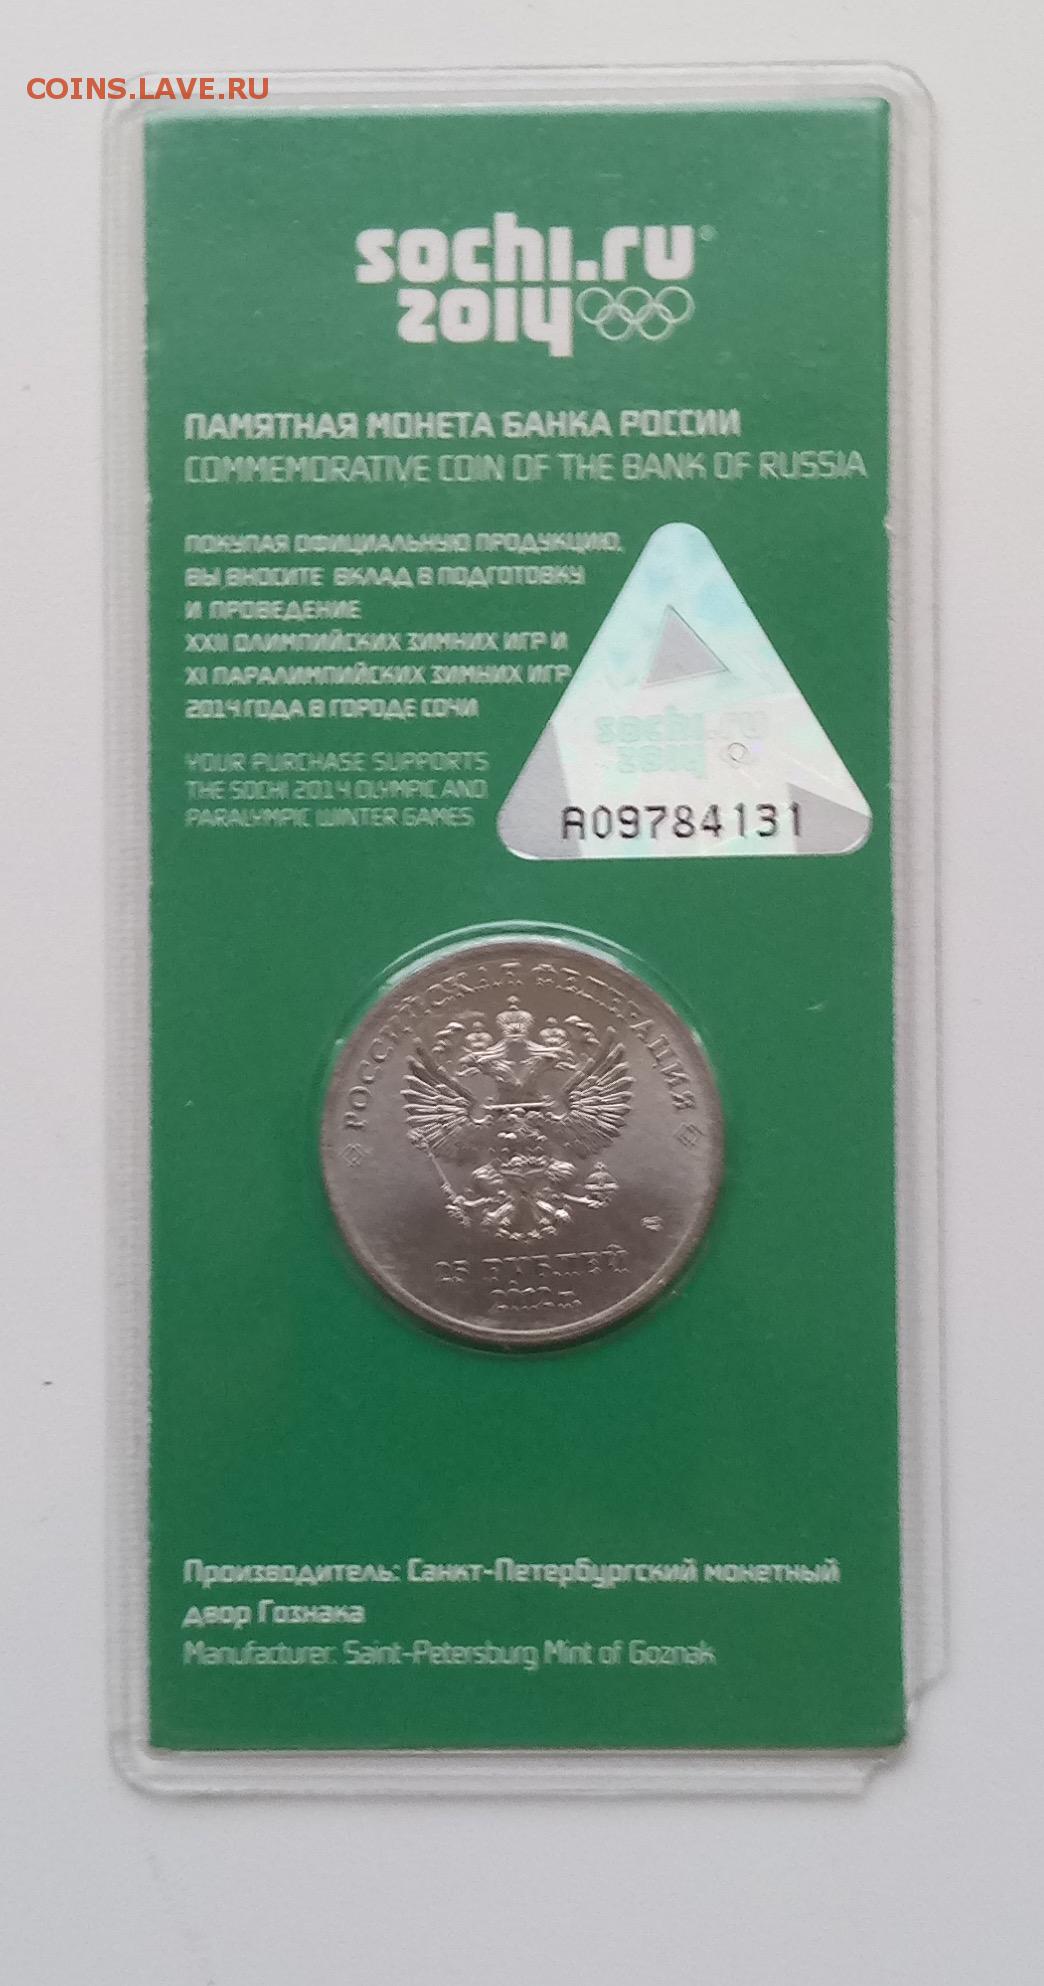 COINS.LAVE.RU
sochi.ru
2014
ПАМЯТНАЯ МОНЕТА БАНКА РОССИИ
COMMEMORATIVE COIN OF THE BANK OF RUSSIA
ПОКУПАЯ ОФИЦИАЛЬНУЮ ПРОДУКЦИЮ,
ВЫ ВНОСИТЕ ВКЛАД В ПОДГОТОВКУ
И ПРОВЕДЕНИЕ
XXII ОЛИМПИЙСКИХ ЗИМНИХ ИГР И
XI ПАРАЛИМПИЙСКИХ ЗИМНИХ ИГР
2014 ГОДА В ГОРОДЕ СОЧИ
YOUR PURCHASE SUPPORTS
THE SOCHI 2014 OLYMPIC AND
PARALYMPIC WINTER GAMES
sochi.ru
2014
A09784131
РОССИЙСКАЯ ФЕДЕРАЦИЯ
25 РУБЛЕЙ
Производитель: Санкт-Петербургский монетный
двор Гознака
Manufacturer: Saint-Petersburg Mint of Goznak